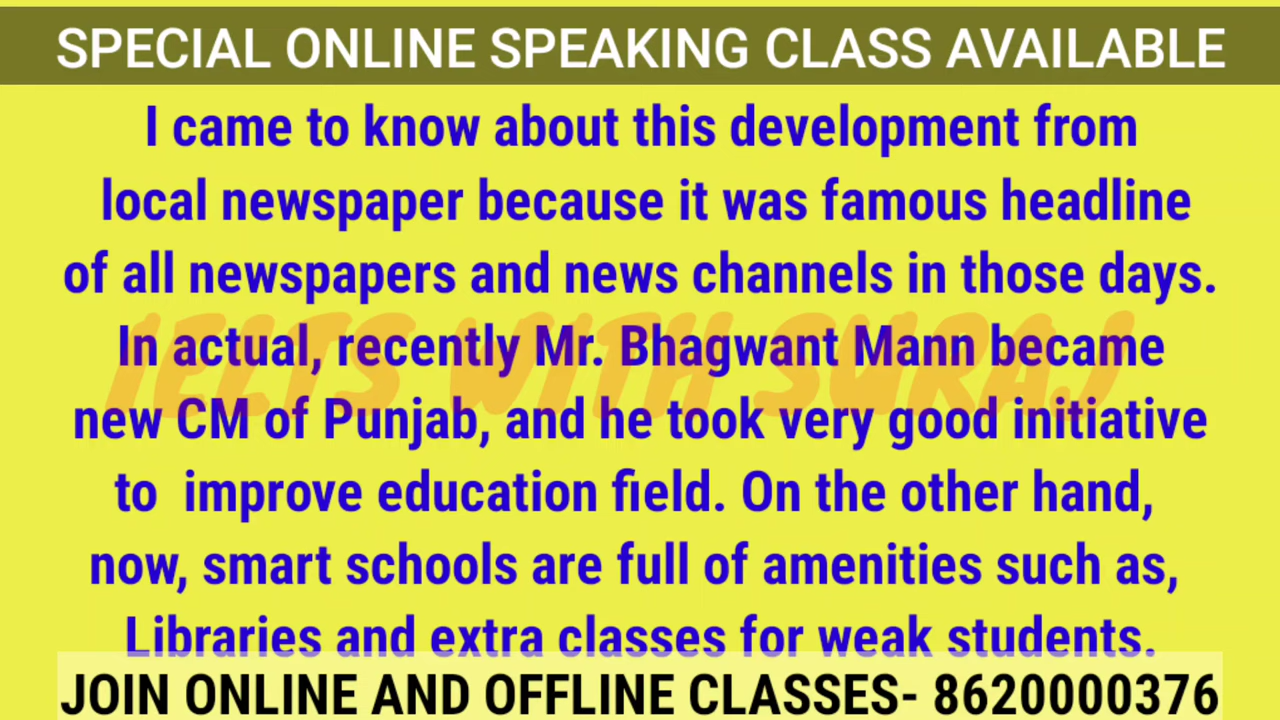 SPECIAL ONLINE SPEAKING CLASS AVAILABLE
I came to know about this development from
local newspaper because it was famous headline
of all newspapers and news channels in those days.
In actual, recently Mr. Bhagwant Mann became
IELTS WITH SURAJ
new CM of Punjab, and he took very good initiative
to improve education field. On the other hand,
now, smart schools are full of amenities such as,
Libraries and extra classes for weak students.
JOIN ONLINE AND OFFLINE CLASSES- 8620000376